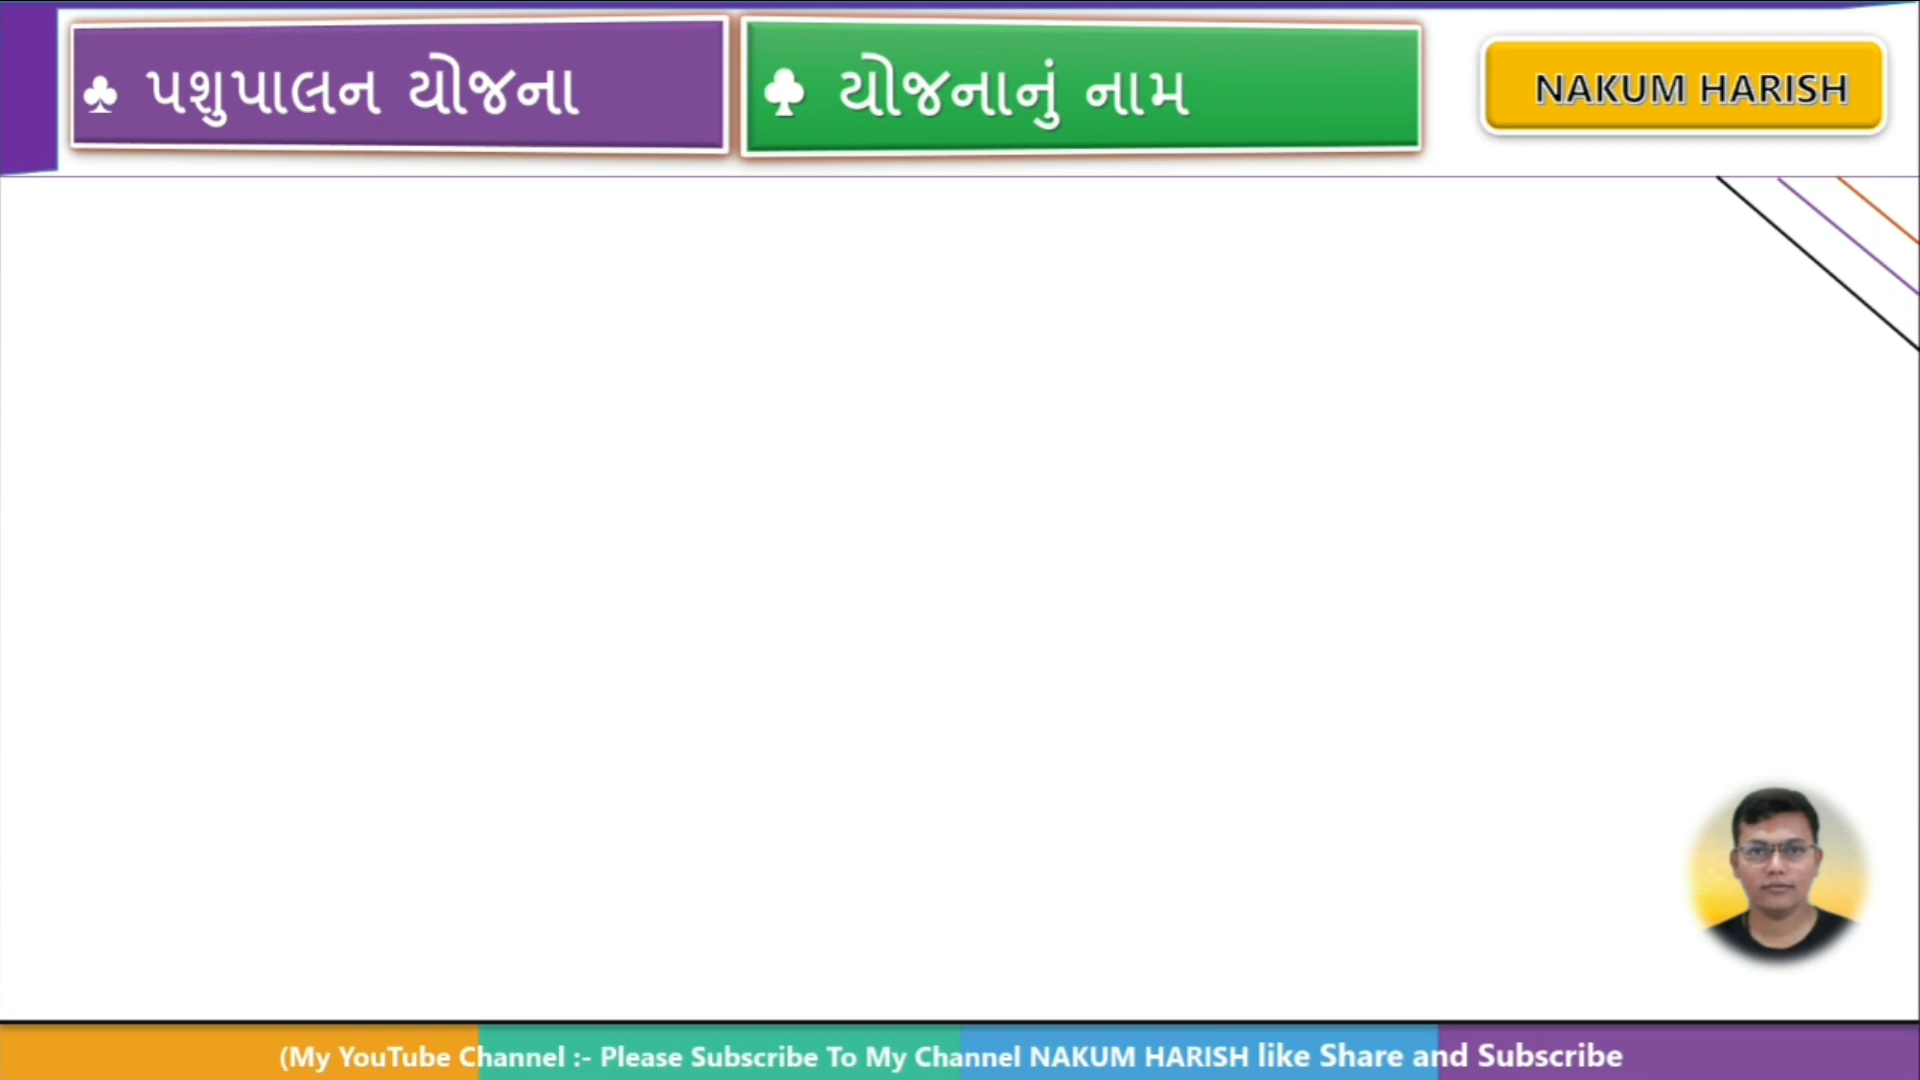 ♣ પશુપાલન યોજના
♣ યોજનાનું નામ
NAKUM HARISH
(My YouTube Channel :- Please Subscribe To My Channel NAKUM HARISH like Share and Subscribe